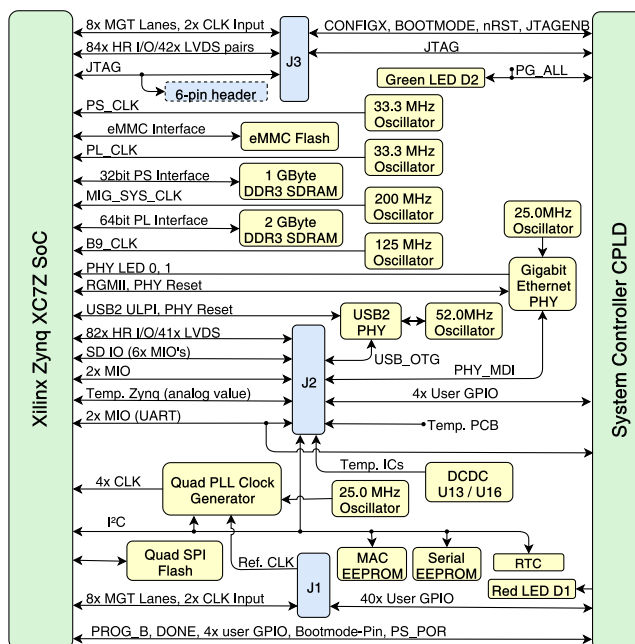 8x MGT Lanes, 2x CLK Input
CONFIGX, BOOTMODE, nRST, JTAGENB
84x HR I/O/42x LVDS pairs
J3
JTAG
JTAG
6-pin header
Green LED D2
PG_ALL
PS_CLK
33.3 MHz
Oscillator
eMMC Interface
eMMC Flash
PL_CLK
33.3 MHz
Oscillator
32bit PS Interface
1 GByte
DDR3 SDRAM
MIG_SYS_CLK
200 MHz
Oscillator
25.0MHz
Oscillator
64bit PL Interface
2 GByte
DDR3 SDRAM
B9_CLK
125 MHz
Oscillator
PHY LED 0, 1
Gigabit
Ethernet
PHY
RGMII, PHY Reset
USB2 ULPI, PHY Reset
USB2
PHY
52.0MHz
Oscillator
82x HR I/O/41x LVDS
SD IO (6x MIO's)
USB_OTG
2x MIO
J2
PHY_MDI
Temp. Zynq (analog value)
4x User GPIO
2x MIO (UART)
Temp. PCB
Temp. ICs
DCDC
U13 / U16
4x CLK
Quad PLL Clock
Generator
25.0 MHz
Oscillator
I²C
Quad SPI
Flash
Ref. CLK
MAC
EEPROM
Serial
EEPROM
RTC
J1
Red LED D1
8x MGT Lanes, 2x CLK Input
40x User GPIO
PROG_B, DONE, 4x user GPIO, Bootmode-Pin, PS_POR
Xilinx Zynq XC7Z SoC
System Controller CPLD